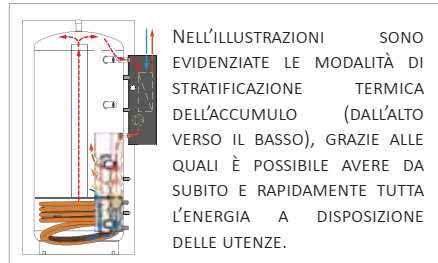 NELL'ILLUSTRAZIONI SONO
EVIDENZIATE LE MODALITÀ DI
STRATIFICAZIONE TERMICA
DELL'ACCUMULO (DALL'ALTO
VERSO IL BASSO), GRAZIE ALLE
QUALI È POSSIBILE AVERE DA
SUBITO E RAPIDAMENTE TUTTA
L'ENERGIA A DISPOSIZIONE
DELLE UTENZE.